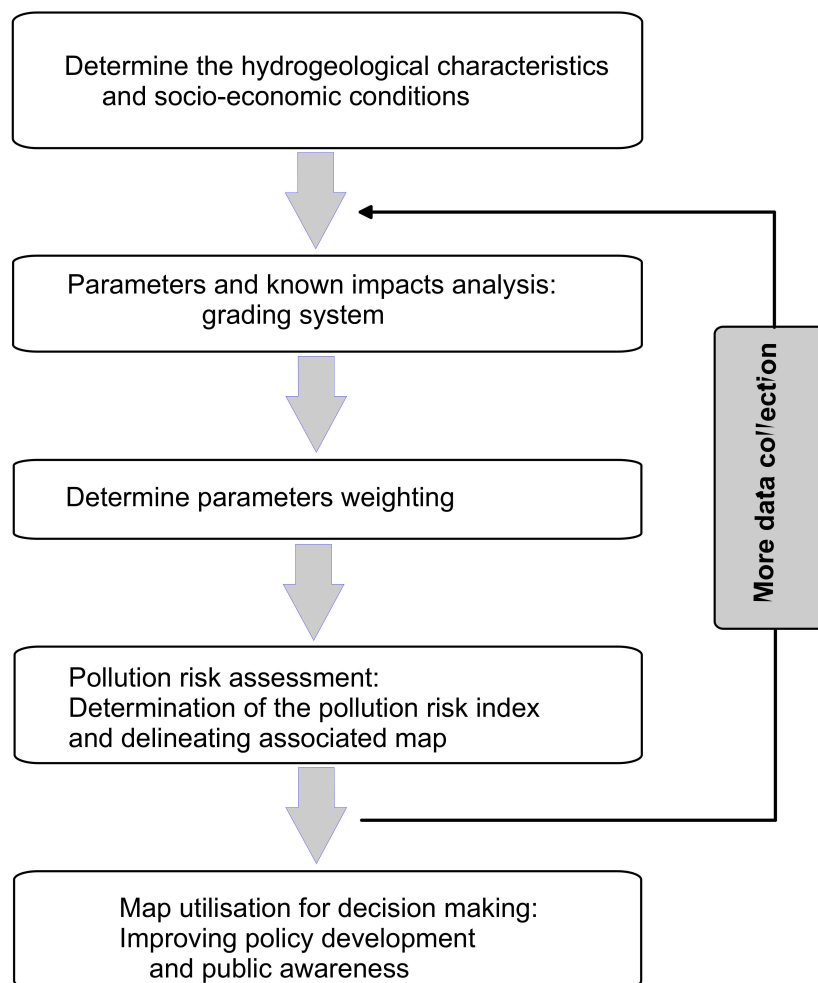 Determine the hydrogeological characteristics
and socio-economic conditions
Parameters and known impacts analysis:
grading system
Determine parameters weighting
Pollution risk assessment:
Determination of the pollution risk index
and delineating associated map
Map utilisation for decision making:
Improving policy development
and public awareness
More data collection